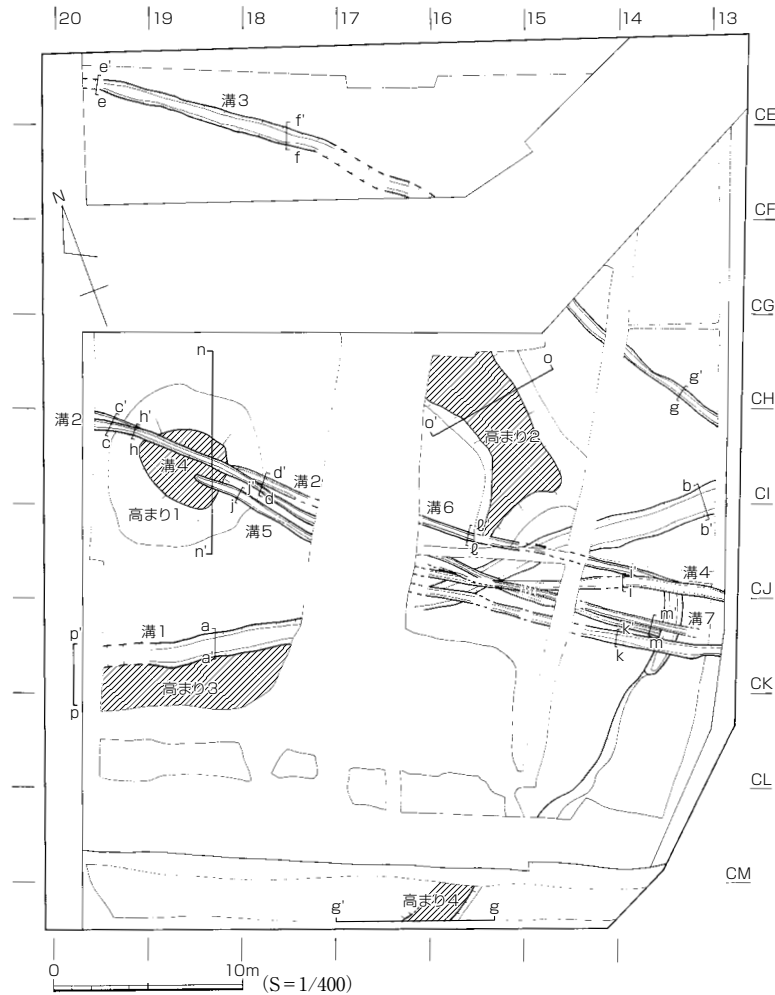 20 19 18 17 16 15 14 13
e'
溝3
e
f'
f
CE
N
CF
CG
n
o
g'
g
CH
溝2
c'
h'
c
h
溝4
o'
高まり2
d'
溝2
j'
d
j'
溝5
高まり1
b
CI
b'
溝6
ℓ'
ℓ
n'
i'
溝4
i
CJ
溝1
a
m'
溝7
p'
a'
k'
k
m
高まり3
p
CK
CL
CM
g'
高まり4
g
0 10m
(S=1/400)